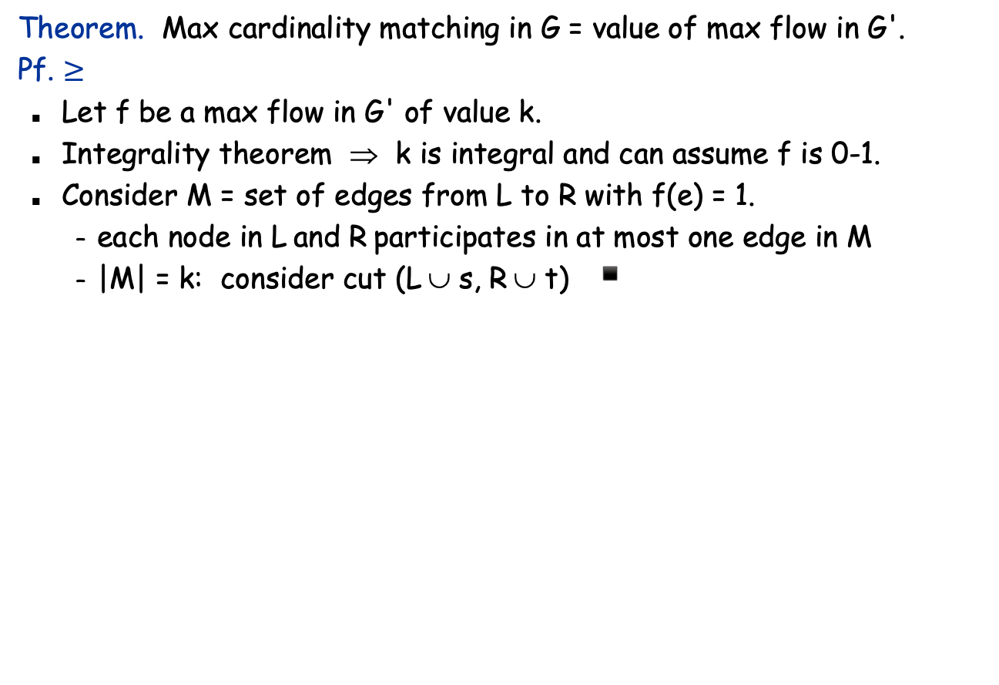 Theorem. Max cardinality matching in G = value of max flow in G'.
Pf. ≥
▪ Let f be a max flow in G' of value k.
▪ Integrality theorem ⇒ k is integral and can assume f is 0-1.
▪ Consider M = set of edges from L to R with f(e) = 1.
- each node in L and R participates in at most one edge in M
- |M| = k: consider cut (L ∪ s, R ∪ t) ■